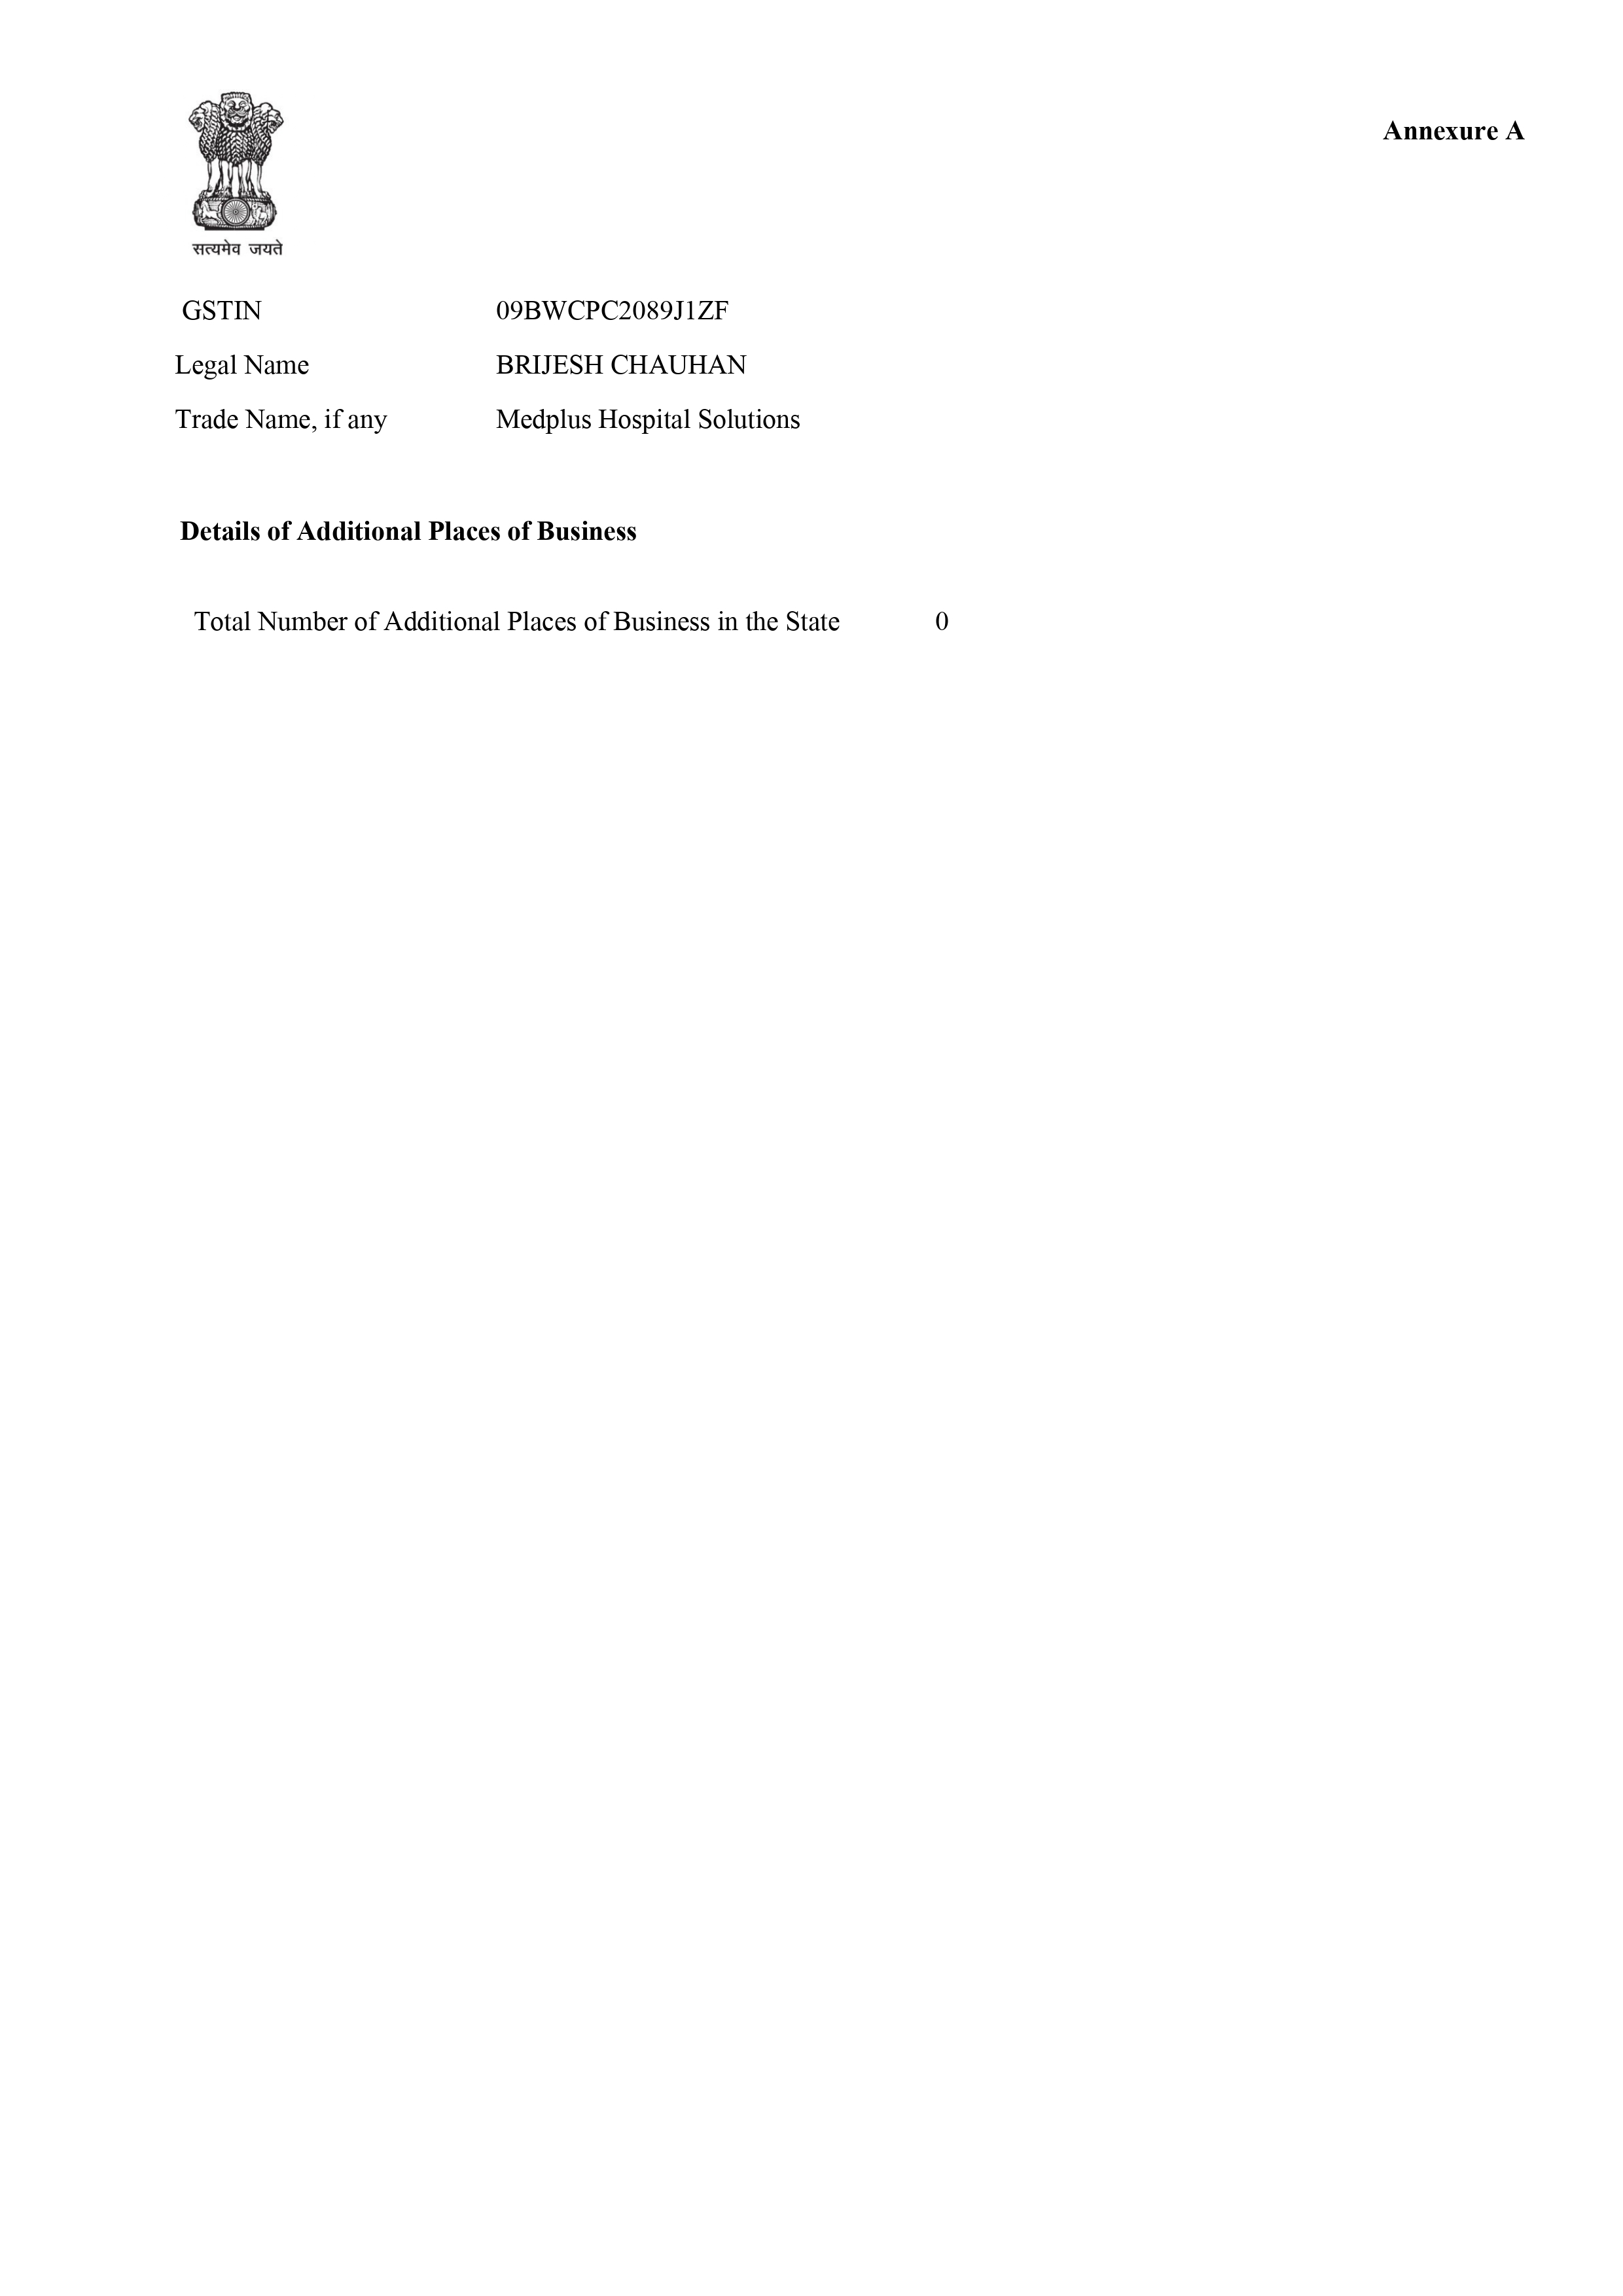 Annexure A
सत्यमेव जयते
GSTIN 09BWCPC2089J1ZF
Legal Name BRIJESH CHAUHAN
Trade Name, if any Medplus Hospital Solutions
Details of Additional Places of Business
Total Number of Additional Places of Business in the State 0